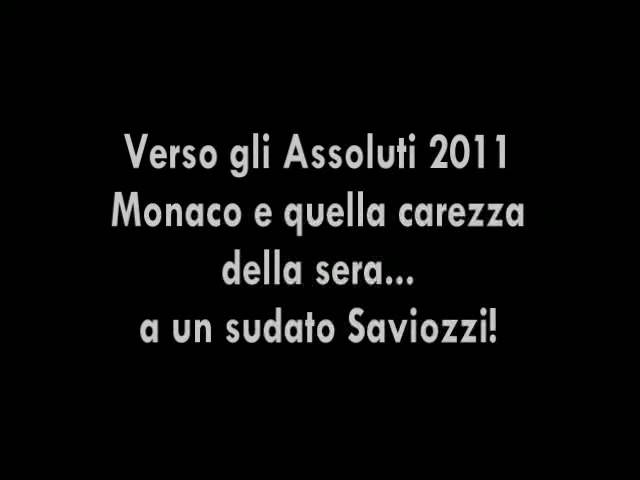 Verso gli Assoluti 2011
Monaco e quella carezza
della sera...
a un sudato Saviozzi!